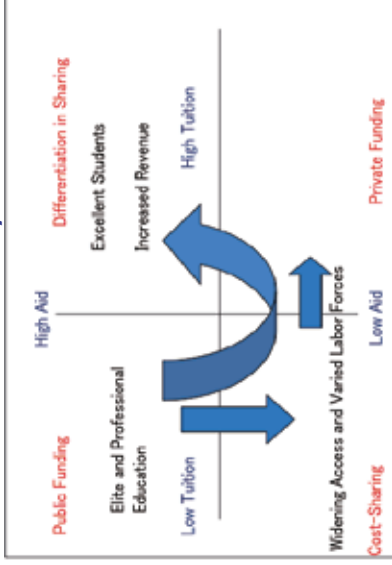 High Aid
Public Funding
Differentiation in Sharing
Elite and Professional
Education
Excellent Students
Increased Revenue
Low Tuition
High Tuition
Widening Access and Varied Labor Forces
Cost-Sharing
Low Aid
Private Funding